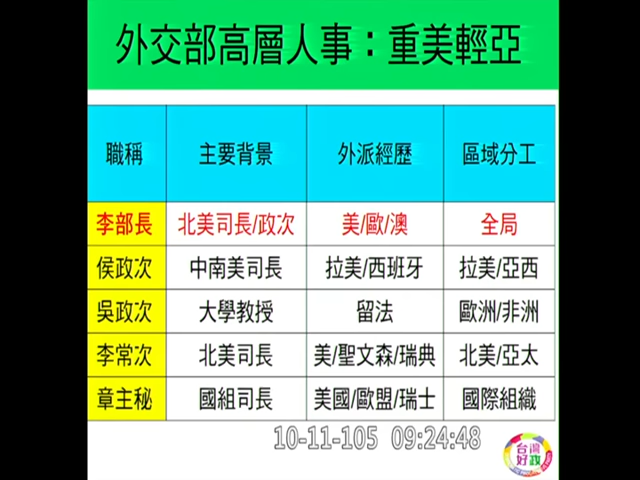 外交部高層人事：重美輕亞
職稱 主要背景 外派經歷 區域分工
李部長 北美司長/政次 美/歐/澳 全局
侯政次 中南美司長 拉美/西班牙 拉美/亞西
吳政次 大學教授 留法 歐洲/非洲
李常次 北美司長 美/聖文森/瑞典 北美/亞太
章主秘 國組司長 美國/歐盟/瑞士 國際組織
10-11-105 09:24:48
台灣
好政